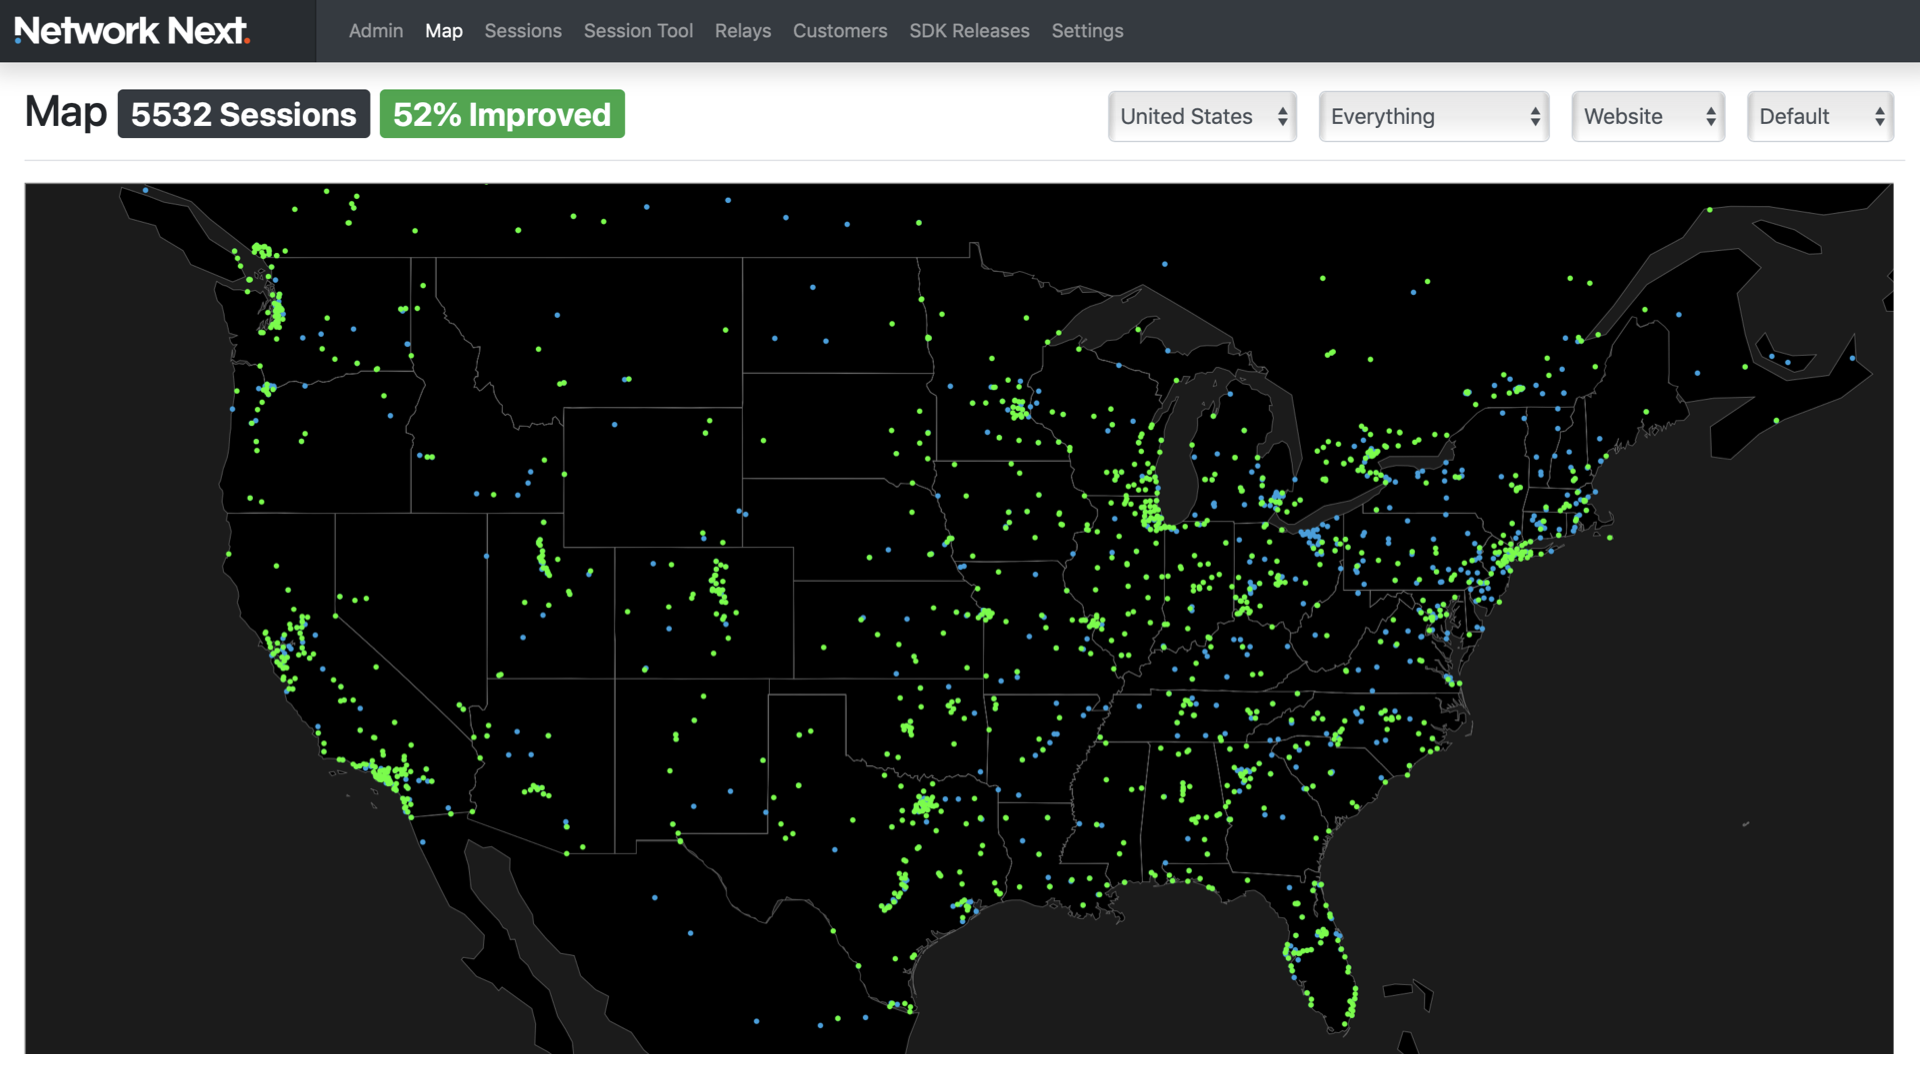 Network Next.
Admin Map Sessions Session Tool Relays Customers SDK Releases Settings
Map 5532 Sessions 52% Improved United States Everything Website Default